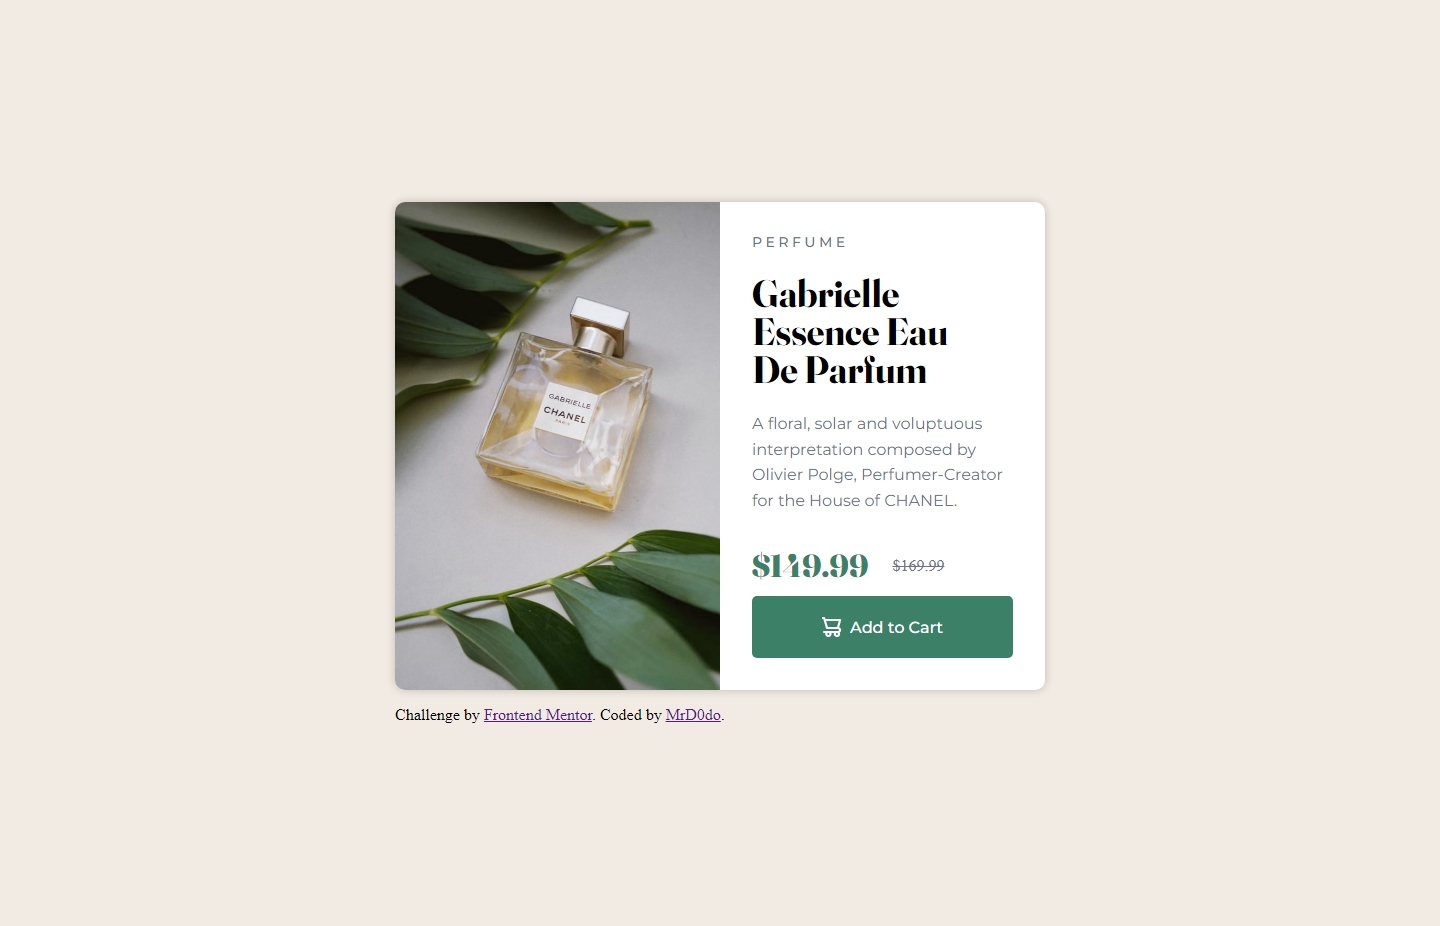 PERFUME
Gabrielle
Essence Eau
De Parfum
A floral, solar and voluptuous
interpretation composed by
Olivier Polge, Perfumer-Creator
for the House of CHANEL.
$149.99 $169.99
Add to Cart
GABRIELLE
CHANEL
PARIS
Challenge by Frontend Mentor. Coded by MrD0do.